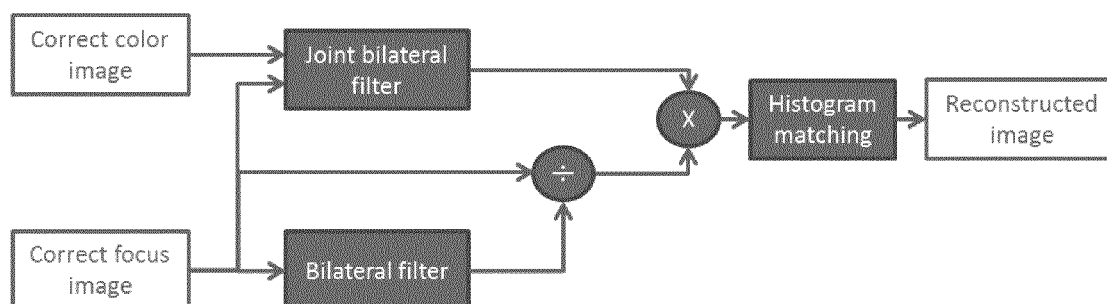 Correct color
image
Joint bilateral
filter
X
Histogram
matching
Reconstructed
image
÷
Correct focus
image
Bilateral filter